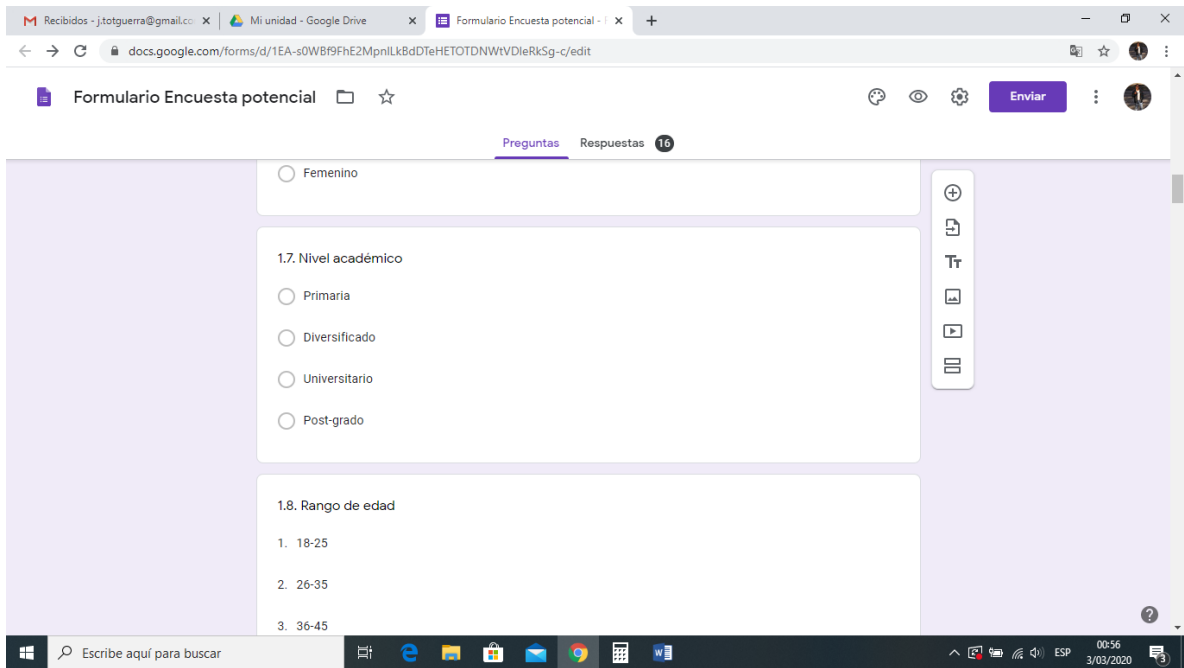 Recibidos - j.totguerra@gmail.co
Mi unidad - Google Drive
Formulario Encuesta potencial -
docs.google.com/forms/d/1EA-s0WBf9FhE2MpnlLkBdDTeHETOTDNWtVDleRkSg-c/edit
Formulario Encuesta potencial
Enviar
Preguntas
Respuestas 16
Femenino
1.7. Nivel académico
Primaria
Diversificado
Universitario
Post-grado
1.8. Rango de edad
1. 18-25
2. 26-35
3. 36-45
Escribe aquí para buscar
ESP
00:56
3/03/2020
3